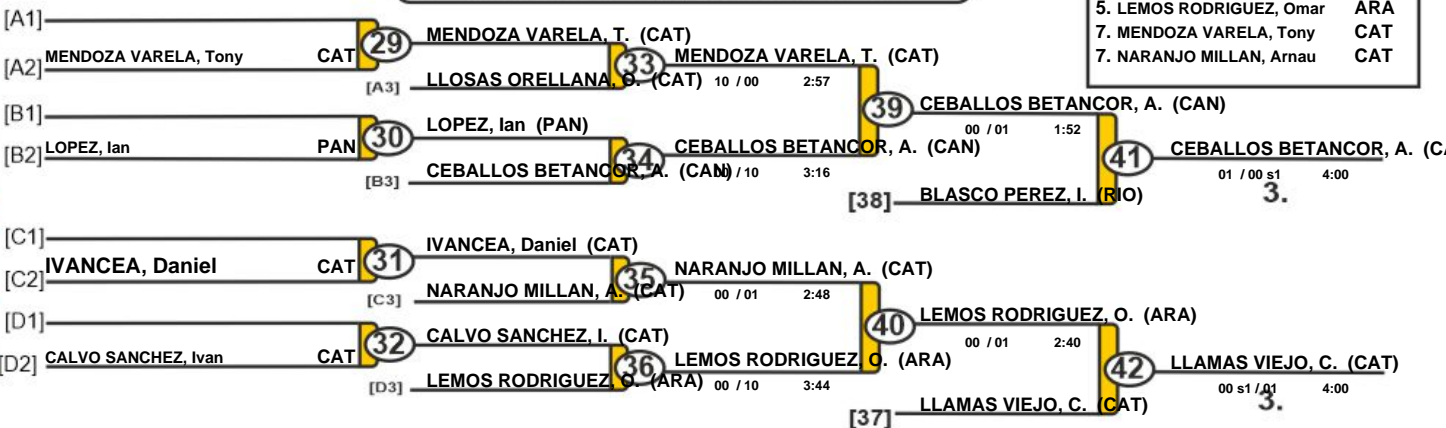 5. LEMOS RODRIGUEZ, Omar ARA
7. MENDOZA VARELA, Tony CAT
7. NARANJO MILLAN, Arnau CAT
[A1]
[A2] MENDOZA VARELA, Tony CAT
29
MENDOZA VARELA, T. (CAT)
[A3] LLOSAS ORELLANA, O. (CAT)
33
MENDOZA VARELA, T. (CAT)
10 / 00 2:57
[B1]
[B2] LOPEZ, Ian PAN
30
LOPEZ, Ian (PAN)
[B3] CEBALLOS BETANCOR, A. (CAN)
34
CEBALLOS BETANCOR, A. (CAN)
/ 10 3:16
39
CEBALLOS BETANCOR, A. (CAN)
00 / 01 1:52
[38] BLASCO PEREZ, I. (RIO)
41
CEBALLOS BETANCOR, A.
01 / 00 s1 4:00
3.
[C1]
[C2] IVANCEA, Daniel CAT
31
IVANCEA, Daniel (CAT)
[C3] NARANJO MILLAN, A. (CAT)
35
NARANJO MILLAN, A. (CAT)
00 / 01 2:48
[D1]
[D2] CALVO SANCHEZ, Ivan CAT
32
CALVO SANCHEZ, I. (CAT)
[D3] LEMOS RODRIGUEZ, O. (ARA)
36
LEMOS RODRIGUEZ, O. (ARA)
00 / 10 3:44
40
LEMOS RODRIGUEZ, O. (ARA)
00 / 01 2:40
[37] LLAMAS VIEJO, C. (CAT)
42
LLAMAS VIEJO, C. (CAT)
00 s1 / 01 4:00
3.